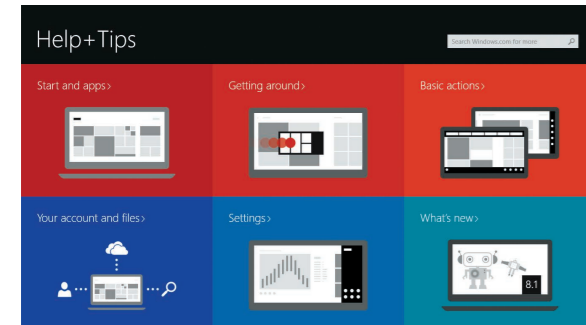 Help+Tips
Search Windows.com for more
Start and apps>
Getting around>
Basic actions>
Your account and files>
Settings>
What's new>
8.1